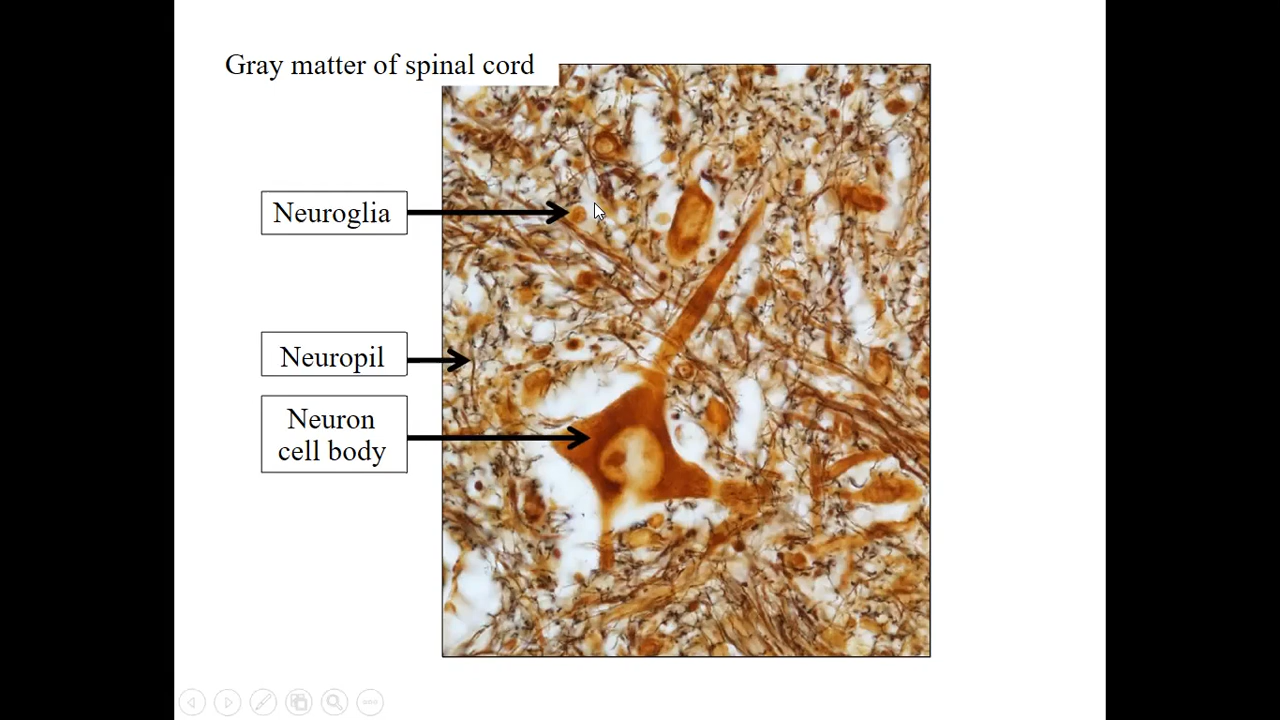 Gray matter of spinal cord
Neuroglia
Neuropil
Neuron
cell body